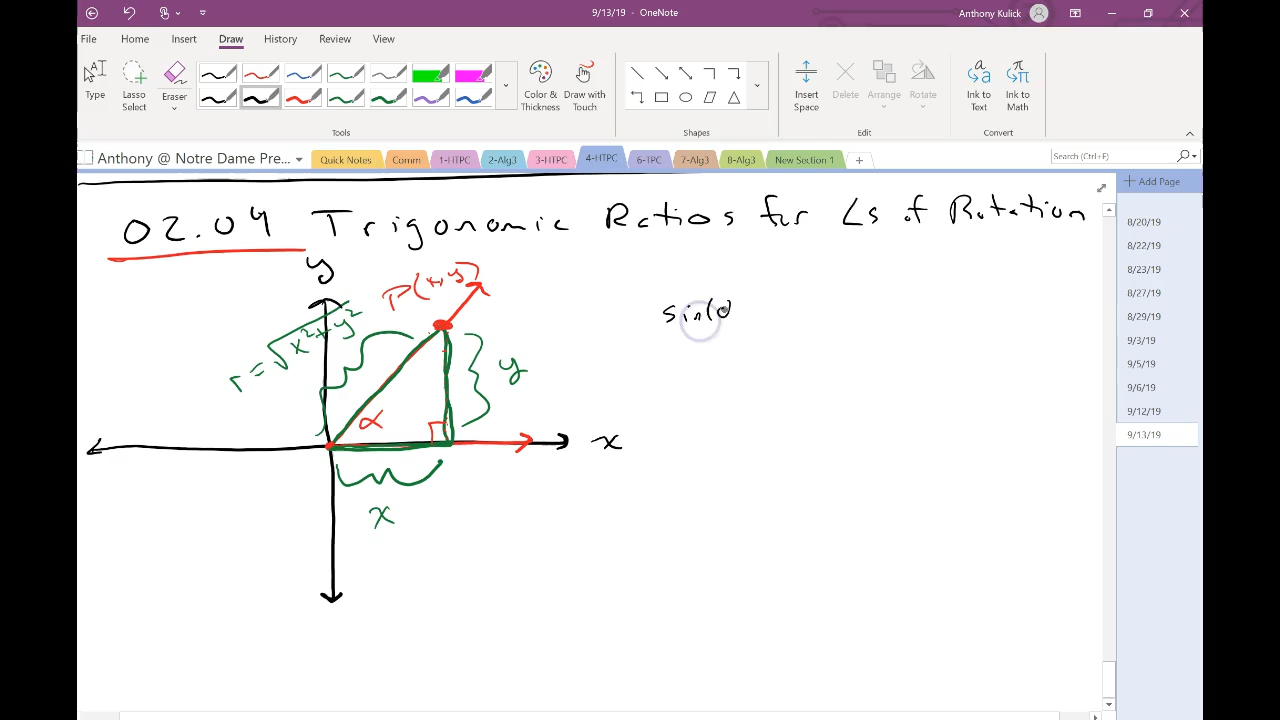 9/13/19 - OneNote
Anthony Kulick
File Home Insert Draw History Review View
Type
Lasso Select
Eraser
Color & Thickness
Draw with Touch
Insert Space
Delete
Arrange
Rotate
Ink to Text
Ink to Math
Tools
Shapes
Edit
Convert
Anthony @ Notre Dame Pre...
Quick Notes
Comm
1-HTPC
2-Alg3
3-HTPC
4-HTPC
6-TPC
7-Alg3
8-Alg3
New Section 1
Search (Ctrl+F)
Add Page
8/20/19
8/22/19
8/23/19
8/27/19
8/29/19
9/3/19
9/5/19
9/6/19
9/12/19
9/13/19
02.04 Trigonomic Ratios for ∠s of Rotation
y
P(x,y)
r = √x²+y²
sin(α
y
α
x
x